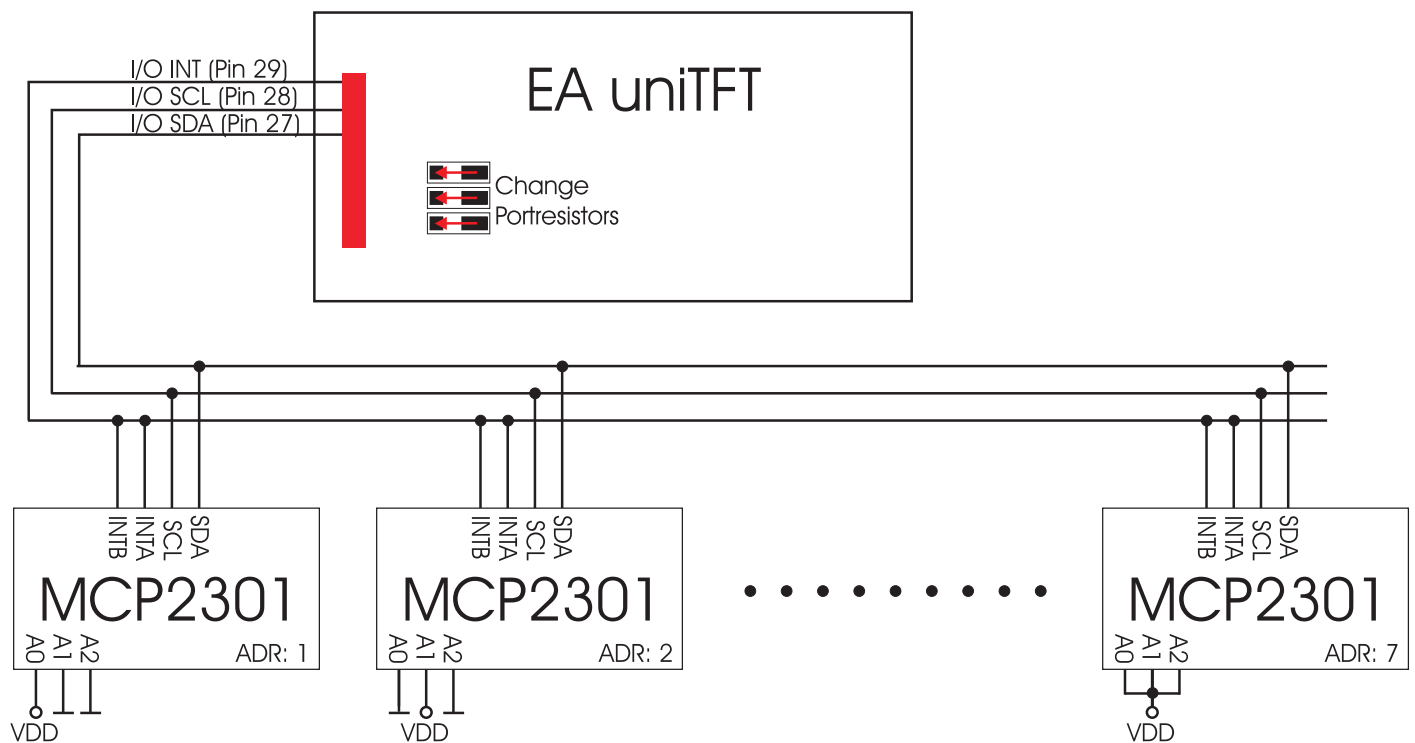 I/O INT (Pin 29)
I/O SCL (Pin 28)
I/O SDA (Pin 27)
EA uniTFT
Change
Portresistors
INTB
INTA
SCL
SDA
MCP2301
A0
A1
A2
ADR: 1
VDD
INTB
INTA
SCL
SDA
MCP2301
A0
A1
A2
ADR: 2
VDD
INTB
INTA
SCL
SDA
MCP2301
A0
A1
A2
ADR: 7
VDD